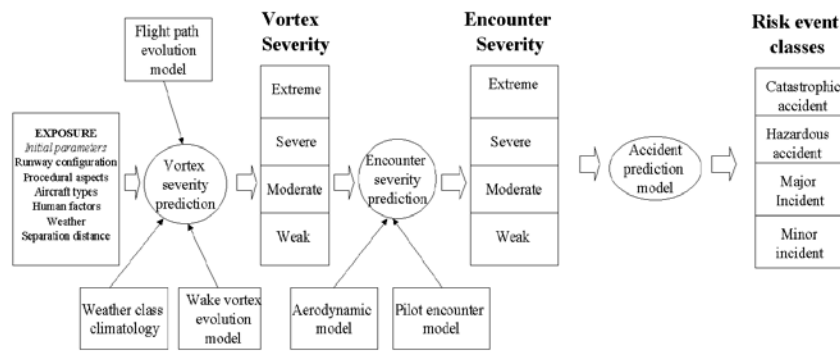 Flight path
evolution
model
Vortex
Severity
Encounter
Severity
Risk event
classes
EXPOSURE
Initial parameters
Runway configuration
Procedural aspects
Aircraft types
Human factors
Weather
Separation distance
Vortex
severity
prediction
Extreme
Severe
Moderate
Weak
Encounter
severity
prediction
Extreme
Severe
Moderate
Weak
Accident
prediction
model
Catastrophic
accident
Hazardous
accident
Major
Incident
Minor
incident
Weather class
climatology
Wake vortex
evolution
model
Aerodynamic
model
Pilot encounter
model